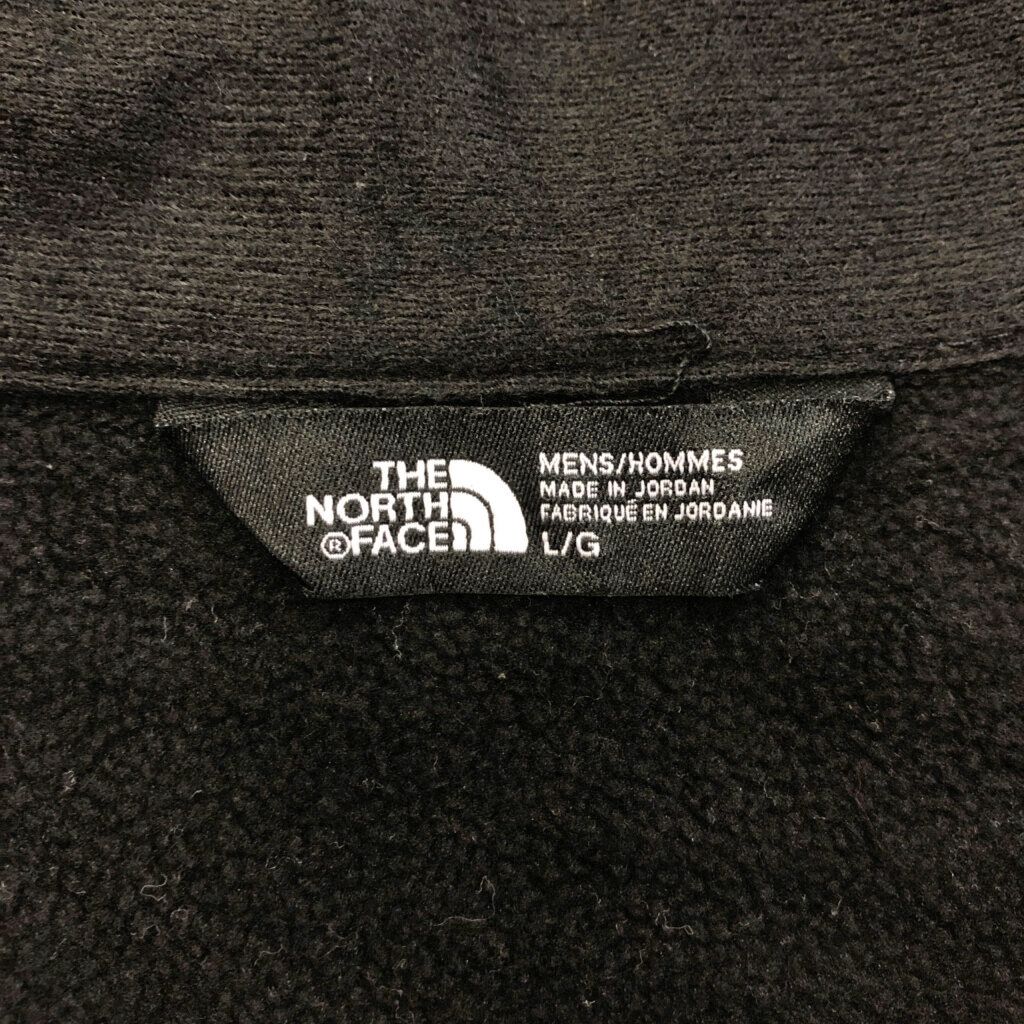 THE
NORTH
®FACE
MENS/HOMMES
MADE IN JORDAN
FABRIQUÉ EN JORDANIE
L/G